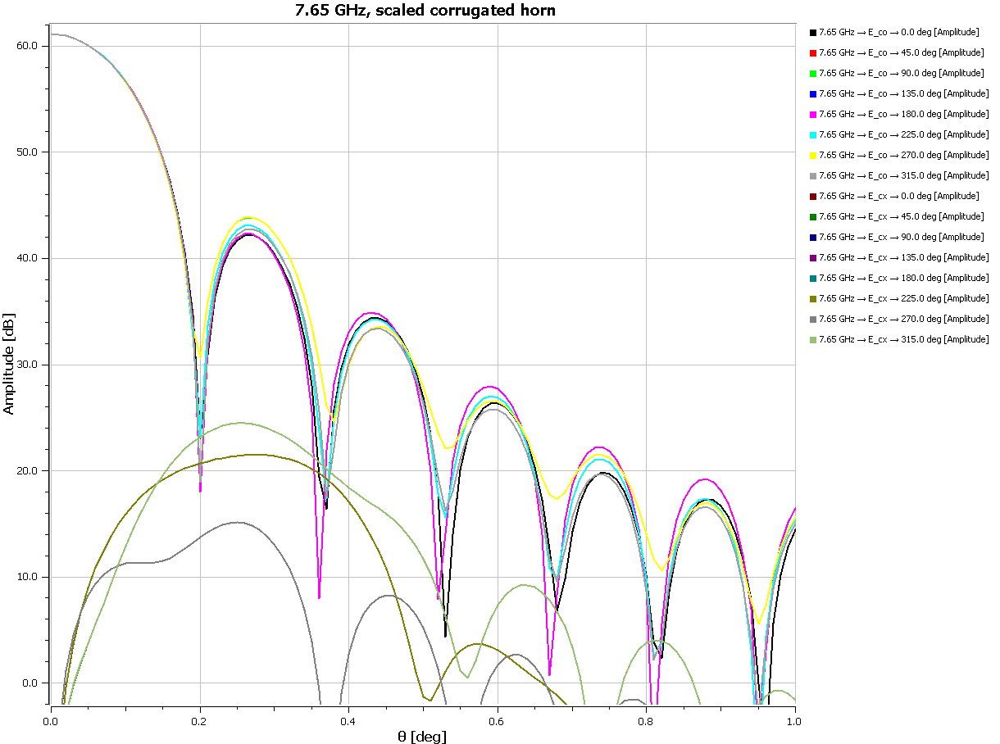 7.65 GHz, scaled corrugated horn
60.0
50.0
40.0
30.0
20.0
10.0
0.0
Amplitude [dB]
0.0 0.2 0.4 0.6 0.8 1.0
θ [deg]
7.65 GHz → E_co → 0.0 deg [Amplitude]
7.65 GHz → E_co → 45.0 deg [Amplitude]
7.65 GHz → E_co → 90.0 deg [Amplitude]
7.65 GHz → E_co → 135.0 deg [Amplitude]
7.65 GHz → E_co → 180.0 deg [Amplitude]
7.65 GHz → E_co → 225.0 deg [Amplitude]
7.65 GHz → E_co → 270.0 deg [Amplitude]
7.65 GHz → E_co → 315.0 deg [Amplitude]
7.65 GHz → E_cx → 0.0 deg [Amplitude]
7.65 GHz → E_cx → 45.0 deg [Amplitude]
7.65 GHz → E_cx → 90.0 deg [Amplitude]
7.65 GHz → E_cx → 135.0 deg [Amplitude]
7.65 GHz → E_cx → 180.0 deg [Amplitude]
7.65 GHz → E_cx → 225.0 deg [Amplitude]
7.65 GHz → E_cx → 270.0 deg [Amplitude]
7.65 GHz → E_cx → 315.0 deg [Amplitude]